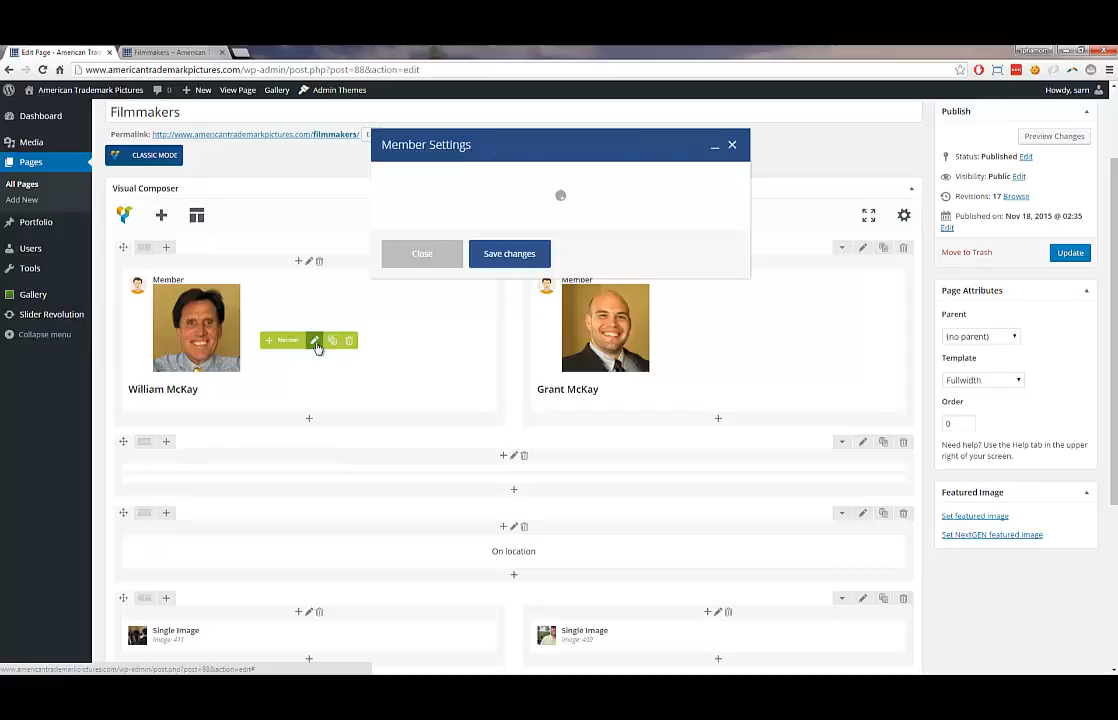 Edit Page - American Trad
Filmmakers – American T
www.americantrademarkpictures.com/wp-admin/post.php?post=88&action=edit
American Trademark Pictures 0 New View Page Gallery Admin Themes Howdy, sam
Dashboard
Media
Pages
All Pages
Add New
Portfolio
Users
Tools
Gallery
Slider Revolution
Collapse menu
Filmmakers
Permalink: http://www.americantrademarkpictures.com/filmmakers/
CLASSIC MODE
Visual Composer
Member Settings
Close Save changes
Member
Member
Member
William McKay
Grant McKay
On location
Single Image
Image: 411
Single Image
Publish
Preview Changes
Status: Published Edit
Visibility: Public Edit
Revisions: 17 Browse
Published on: Nov 18, 2015 @ 02:35
Edit
Move to Trash Update
Page Attributes
Parent
(no parent)
Template
Fullwidth
Order
0
Need help? Use the Help tab in the upper
right of your screen.
Featured Image
Set featured image
Set NextGEN featured image
www.americantrademarkpictures.com/wp-admin/post.php?post=88&action=edit#